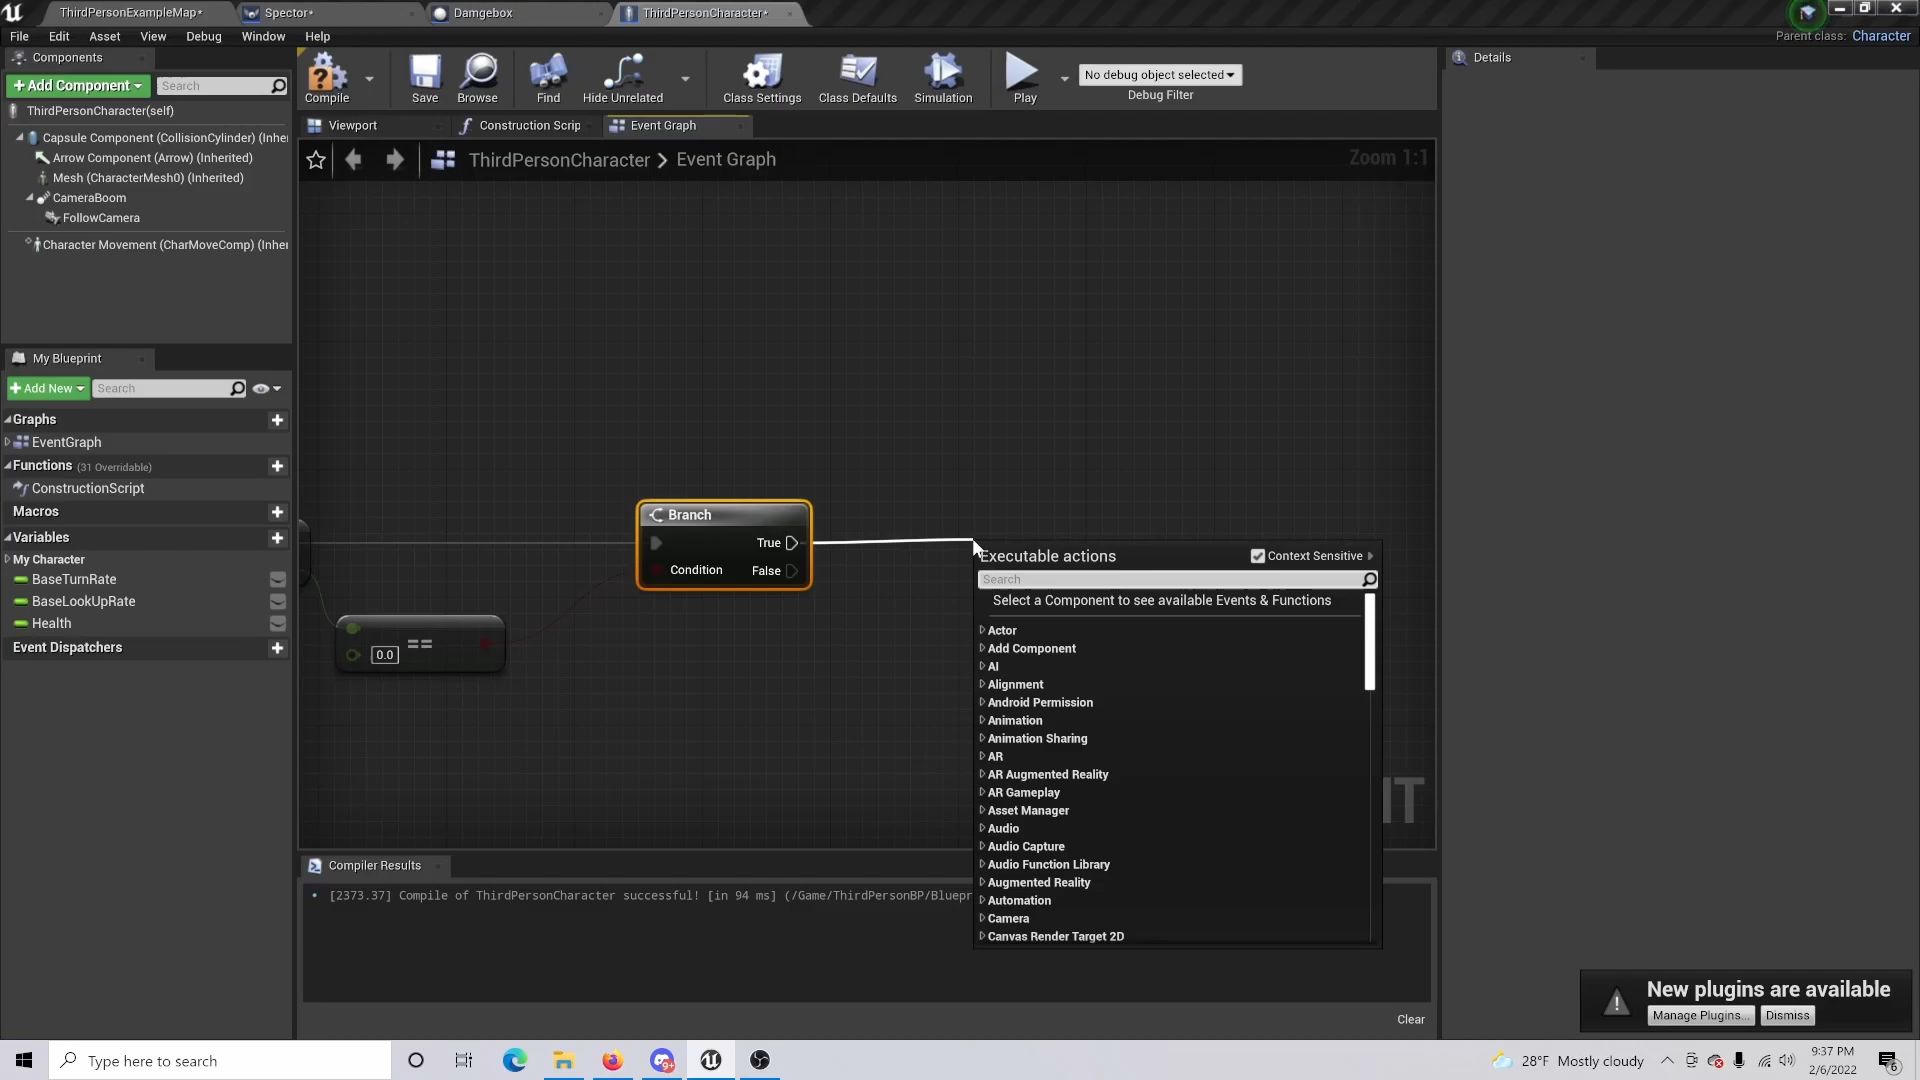 ThirdPersonExampleMap*
Spector*
Damgebox
ThirdPersonCharacter*
File Edit Asset View Debug Window Help
Parent class: Character
Components
Details
+Add Component
Search
Compile
Save
Browse
Find
Hide Unrelated
Class Settings
Class Defaults
Simulation
Play
No debug object selected
Debug Filter
ThirdPersonCharacter(self)
Capsule Component (CollisionCylinder) (Inhe
Arrow Component (Arrow) (Inherited)
Mesh (CharacterMesh0) (Inherited)
CameraBoom
FollowCamera
Character Movement (CharMoveComp) (Inhe
Viewport
Construction Scrip
Event Graph
ThirdPersonCharacter > Event Graph
Zoom 1:1
My Blueprint
+Add New
Search
Graphs
EventGraph
Functions (31 Overridable)
ConstructionScript
Macros
Variables
My Character
BaseTurnRate
BaseLookUpRate
Health
Event Dispatchers
Branch
True
Condition
False
0.0
==
Executable actions
Context Sensitive
Search
Select a Component to see available Events & Functions
Actor
Add Component
AI
Alignment
Android Permission
Animation
Animation Sharing
AR
AR Augmented Reality
AR Gameplay
Asset Manager
Audio
Audio Capture
Audio Function Library
Augmented Reality
Automation
Camera
Canvas Render Target 2D
Compiler Results
[2373.37] Compile of ThirdPersonCharacter successful! [in 94 ms] (/Game/ThirdPersonBP/Bluepr
Clear
New plugins are available
Manage Plugins...
Dismiss
Type here to search
9+
28°F Mostly cloudy
9:37 PM
2/6/2022
6